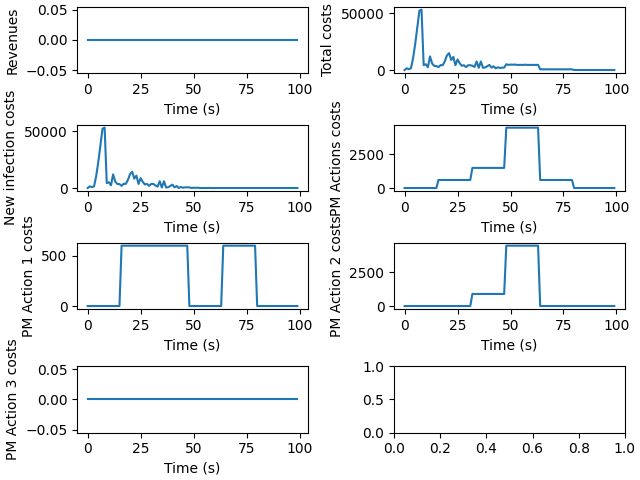 Revenues
0.05
0.00
−0.05
0 25 50 75 100
Time (s)
Total costs
50000
0
0 25 50 75 100
Time (s)
New infection costs
50000
0
0 25 50 75 100
Time (s)
PM Actions costs
2500
0
0 25 50 75 100
Time (s)
PM Action 1 costs
500
0
0 25 50 75 100
Time (s)
PM Action 2 costs
2500
0
0 25 50 75 100
Time (s)
PM Action 3 costs
0.05
0.00
−0.05
0 25 50 75 100
Time (s)
1.0
0.5
0.0
0.0 0.2 0.4 0.6 0.8 1.0